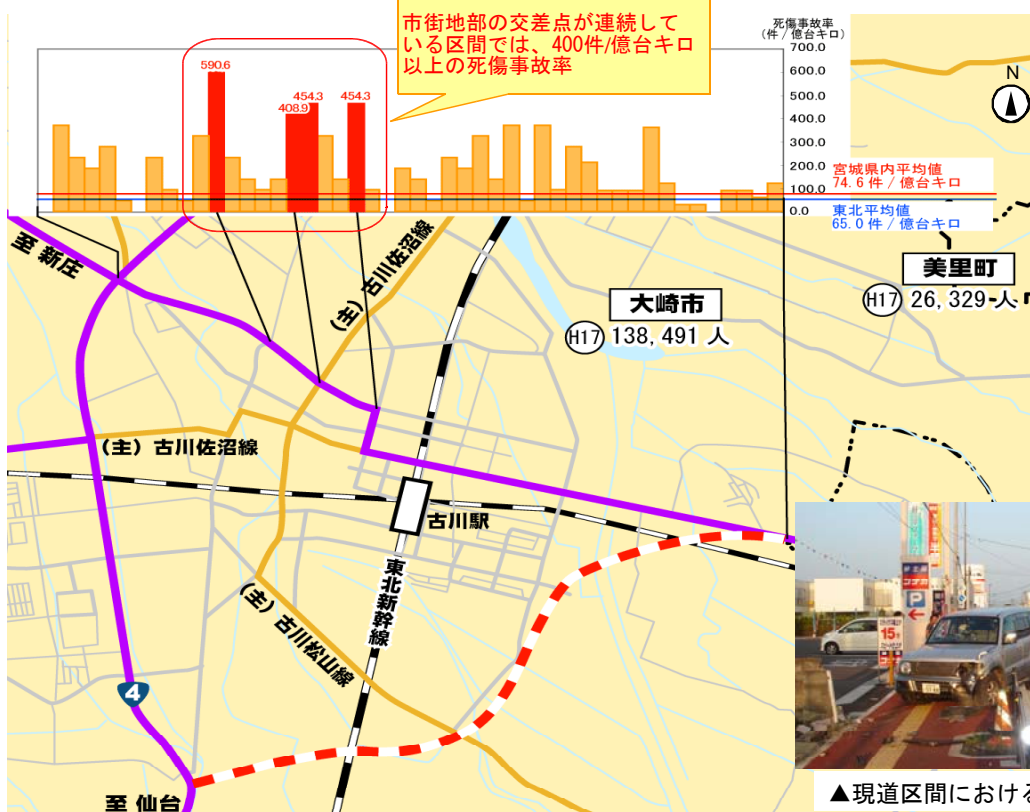 市街地部の交差点が連続して
いる区間では、400件/億台キロ
以上の死傷事故率
死傷事故率
(件/億台キロ)
700.0
600.0
500.0
400.0
300.0
200.0
100.0
0.0
590.6
408.9
454.3
454.3
宮城県内平均値
74.6 件/億台キロ
東北平均値
65.0 件/億台キロ
N
至 新庄
(主)古川佐沼線
大崎市
H17 138,491 人
美里町
H17 26,329 人
(主)古川佐沼線
古川駅
東北新幹線
(主)古川松山線
4
至 仙台
コナカ
P
15
▲現道区間における